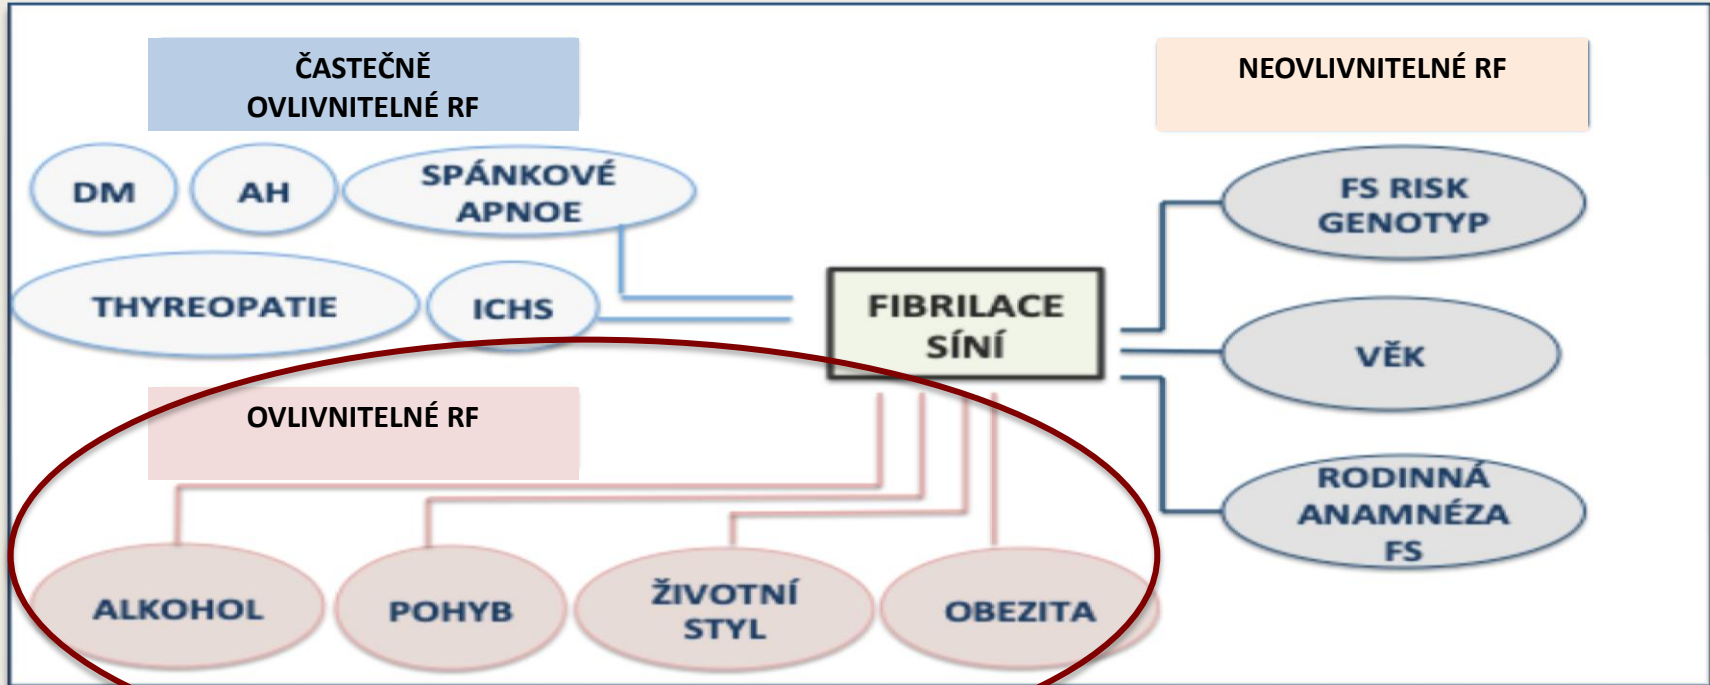 ČASTEČNĚ
OVLIVNITELNÉ RF
NEOVLIVNITELNÉ RF
DM
AH
SPÁNKOVÉ
APNOE
FS RISK
GENOTYP
THYREOPATIE
ICHS
FIBRILACE
SÍNÍ
VĚK
OVLIVNITELNÉ RF
RODINNÁ
ANAMNÉZA
FS
ALKOHOL
POHYB
ŽIVOTNÍ
STYL
OBEZITA